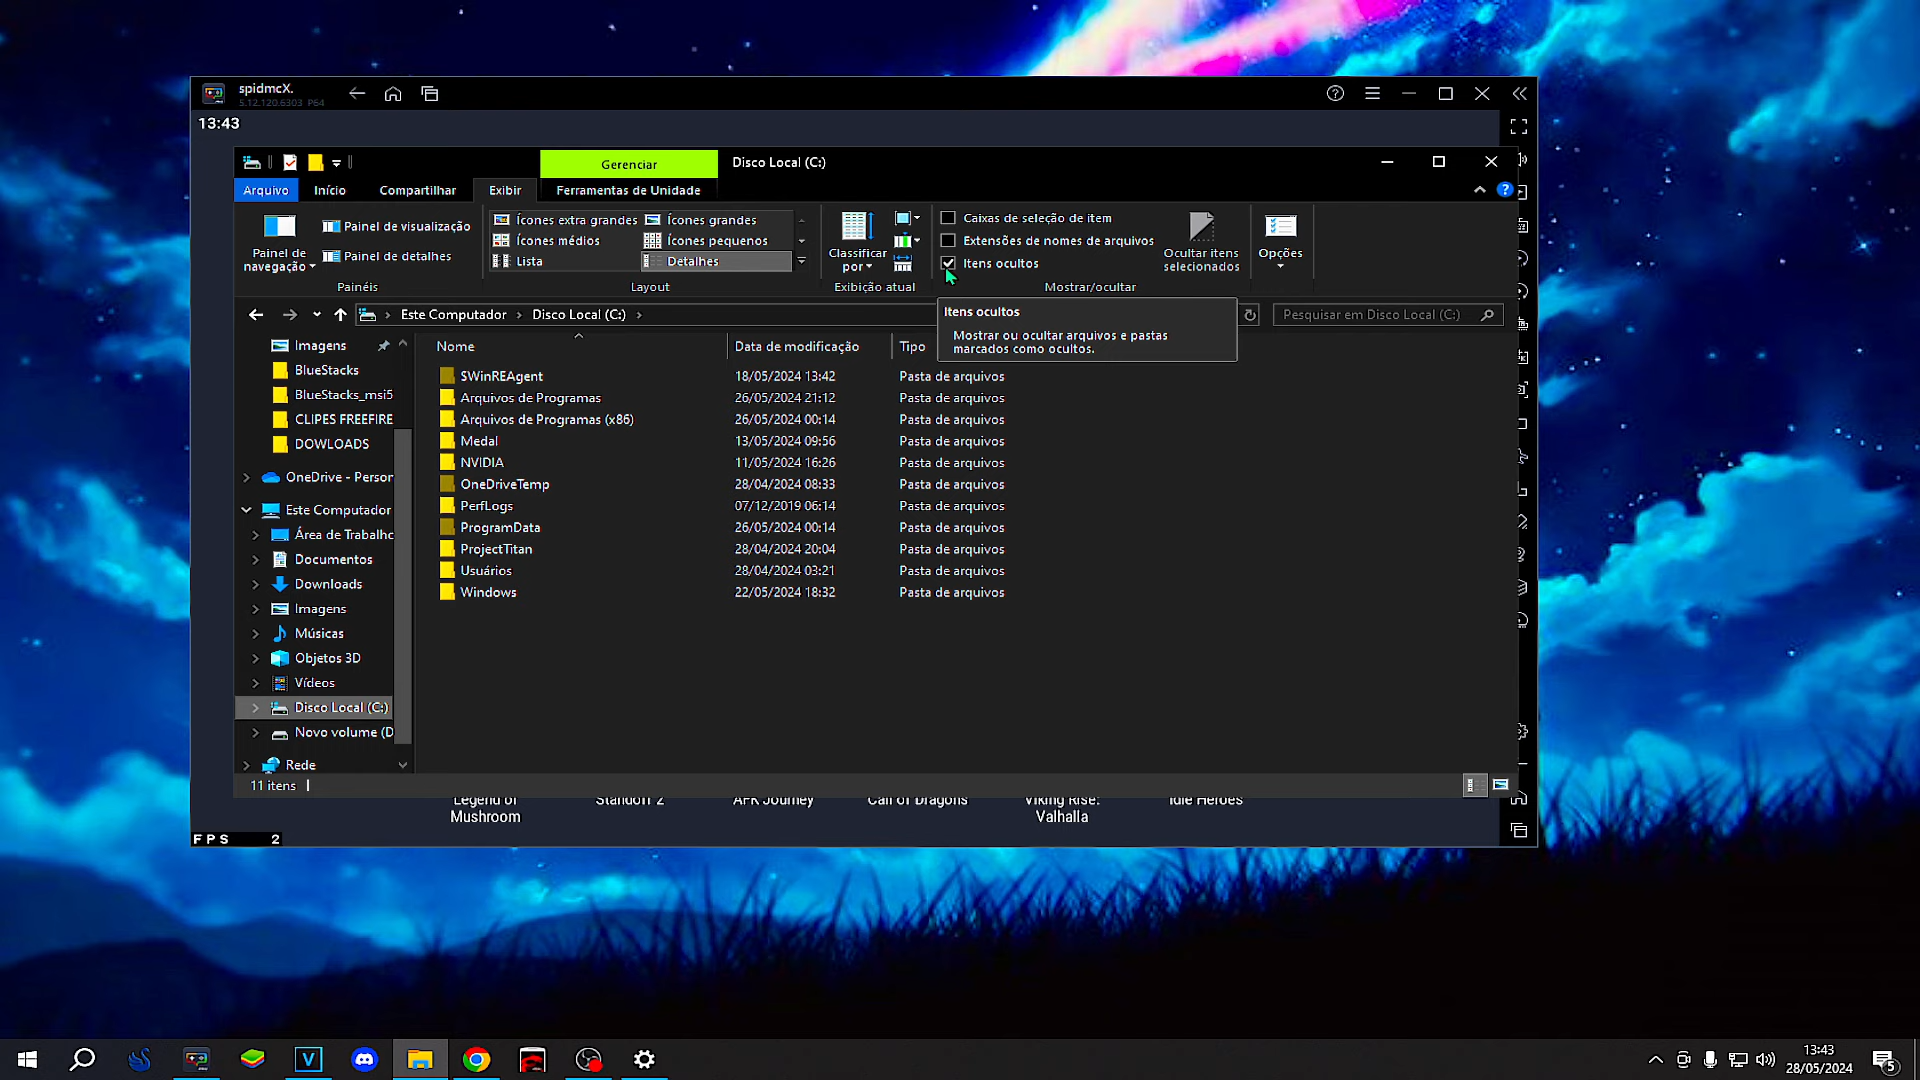 spidmcX.
5.12.120.6303 P64
13:43
Gerenciar
Disco Local (C:)
Arquivo
Início
Compartilhar
Exibir
Ferramentas de Unidade
Painel de navegação
Painel de visualização
Painel de detalhes
Painéis
Ícones extra grandes
Ícones grandes
Ícones médios
Ícones pequenos
Lista
Detalhes
Layout
Classificar por
Exibição atual
Caixas de seleção de item
Extensões de nomes de arquivos
Itens ocultos
Ocultar itens selecionados
Mostrar/ocultar
Opções
Este Computador > Disco Local (C:) >
Pesquisar em Disco Local (C:)
Itens ocultos
Mostrar ou ocultar arquivos e pastas
marcados como ocultos.
Imagens
BlueStacks
BlueStacks_msi5
CLIPES FREEFIRE
DOWLOADS
OneDrive - Person
Este Computador
Área de Trabalho
Documentos
Downloads
Imagens
Músicas
Objetos 3D
Vídeos
Disco Local (C:)
Novo volume (D
Rede
Nome Data de modificação Tipo
$WinREAgent 18/05/2024 13:42 Pasta de arquivos
Arquivos de Programas 26/05/2024 21:12 Pasta de arquivos
Arquivos de Programas (x86) 26/05/2024 00:14 Pasta de arquivos
Medal 13/05/2024 09:56 Pasta de arquivos
NVIDIA 11/05/2024 16:26 Pasta de arquivos
OneDriveTemp 28/04/2024 08:33 Pasta de arquivos
PerfLogs 07/12/2019 06:14 Pasta de arquivos
ProgramData 26/05/2024 00:14 Pasta de arquivos
ProjectTitan 28/04/2024 20:04 Pasta de arquivos
Usuários 28/04/2024 03:21 Pasta de arquivos
Windows 22/05/2024 18:32 Pasta de arquivos
11 itens
Legend of Mushroom
Standoff 2
AFK Journey
Call of Dragons
Viking Rise: Valhalla
Idle Heroes
FPS 2
13:43
28/05/2024
5